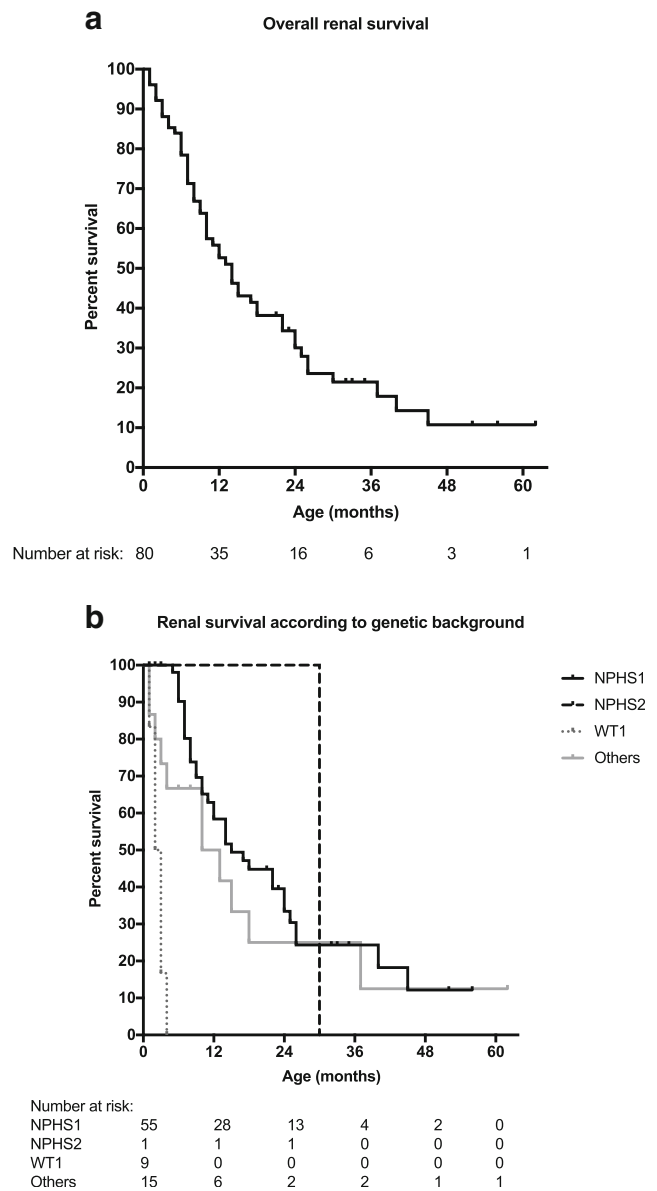 a
Overall renal survival
100
90
80
70
60
50
40
30
20
10
0
Percent survival
0 12 24 36 48 60
Age (months)
Number at risk: 80 35 16 6 3 1
b
Renal survival according to genetic background
100
90
80
70
60
50
40
30
20
10
0
Percent survival
NPHS1
NPHS2
WT1
Others
0 12 24 36 48 60
Age (months)
Number at risk:
NPHS1 55 28 13 4 2 0
NPHS2 1 1 1 0 0 0
WT1 9 0 0 0 0 0
Others 15 6 2 2 1 1